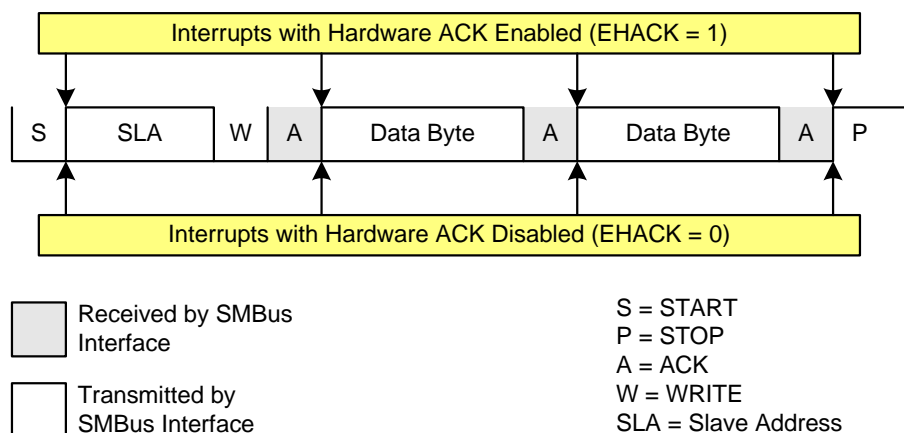 Interrupts with Hardware ACK Enabled (EHACK = 1)
S SLA W A Data Byte A Data Byte A P
Interrupts with Hardware ACK Disabled (EHACK = 0)
Received by SMBus
Interface
Transmitted by
SMBus Interface
S = START
P = STOP
A = ACK
W = WRITE
SLA = Slave Address